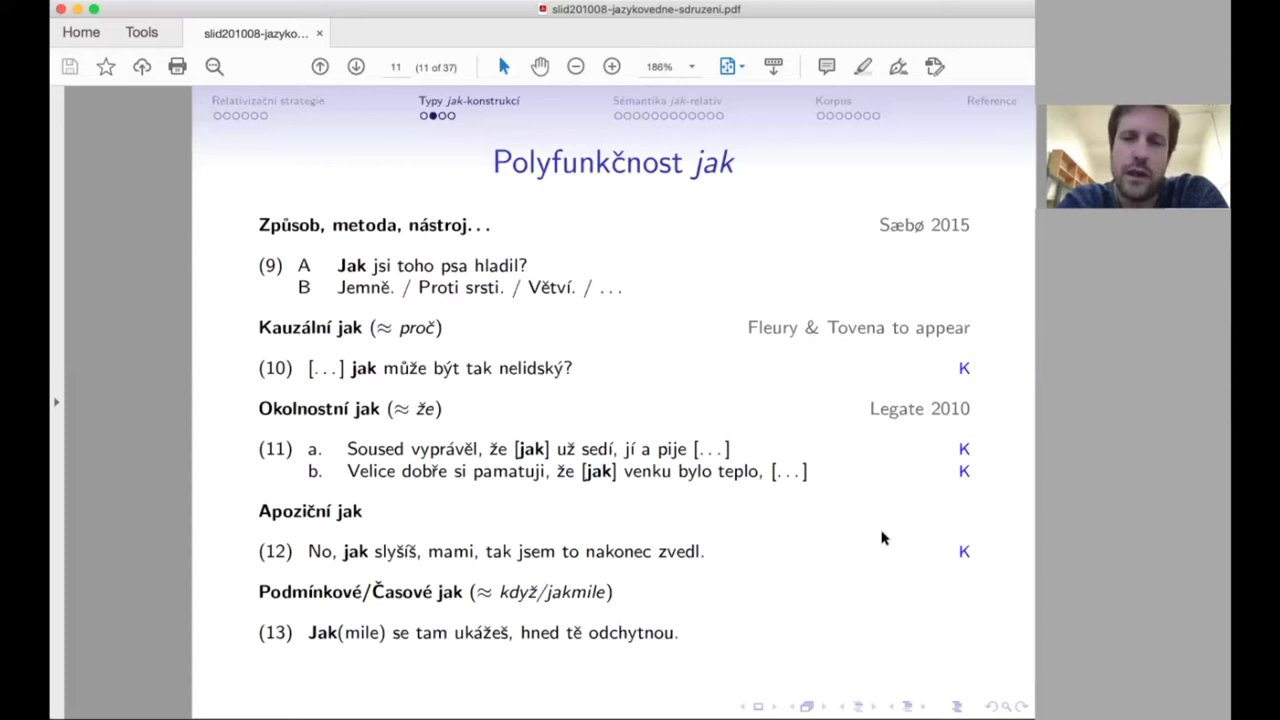 slid201008-jazykovedne-sdruzeni.pdf
Home Tools slid201008-jazyko... ×
11 (11 of 37) 186%
Relativizační strategie Typy jak-konstrukcí Sémantika jak-relativ Korpus Reference
Polyfunkčnost jak
Způsob, metoda, nástroj... Sæbø 2015
(9) A Jak jsi toho psa hladil?
B Jemně. / Proti srsti. / Větví. / ...
Kauzální jak (≈ proč) Fleury & Tovena to appear
(10) [...] jak může být tak nelidský? K
Okolnostní jak (≈ že) Legate 2010
(11) a. Soused vyprávěl, že [jak] už sedí, jí a pije [...] K
b. Velice dobře si pamatuji, že [jak] venku bylo teplo, [...] K
Apoziční jak
(12) No, jak slyšíš, mami, tak jsem to nakonec zvedl. K
Podmínkové/Časové jak (≈ když/jakmile)
(13) Jak(mile) se tam ukážeš, hned tě odchytnou.